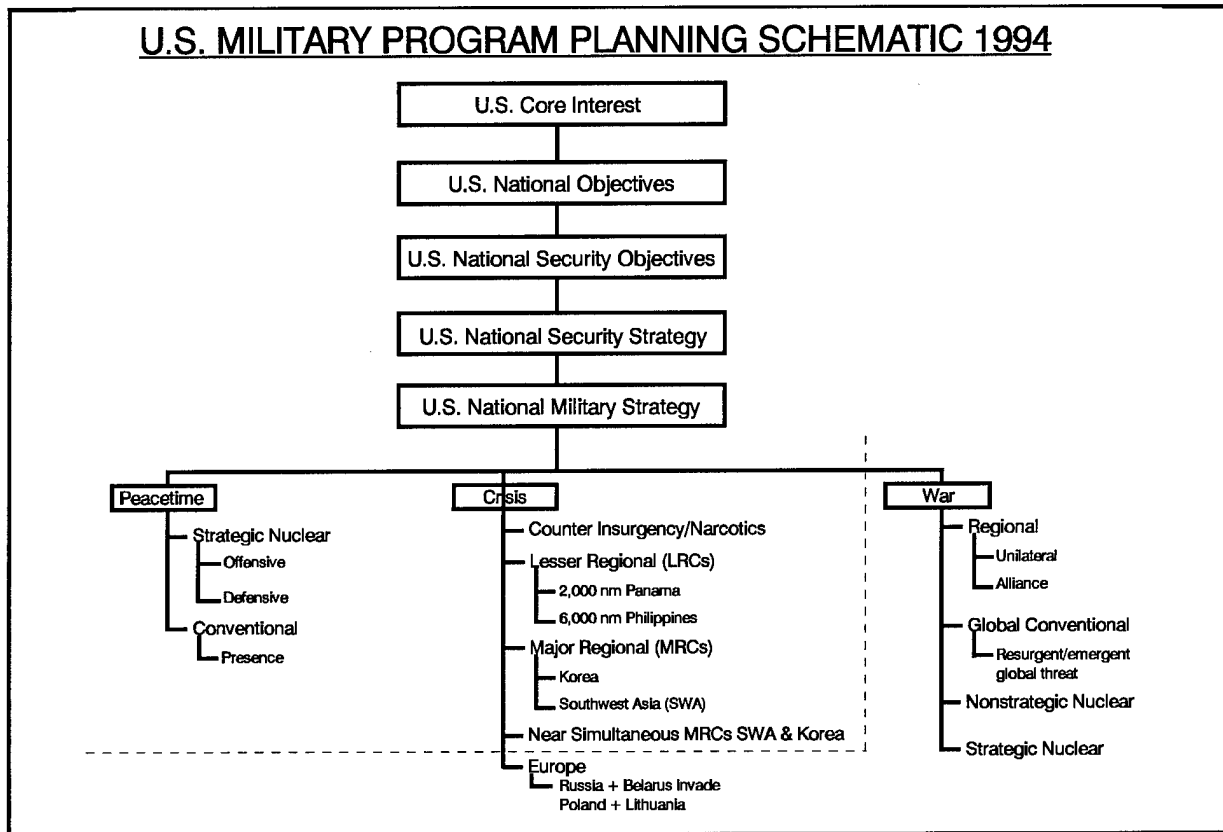 U.S. MILITARY PROGRAM PLANNING SCHEMATIC 1994
U.S. Core Interest
U.S. National Objectives
U.S. National Security Objectives
U.S. National Security Strategy
U.S. National Military Strategy
Peacetime
Strategic Nuclear
Offensive
Defensive
Conventional
Presence
Crisis
Counter Insurgency/Narcotics
Lesser Regional (LRCs)
2,000 nm Panama
6,000 nm Philippines
Major Regional (MRCs)
Korea
Southwest Asia (SWA)
Near Simultaneous MRCs SWA & Korea
Europe
Russia + Belarus Invade
Poland + Lithuania
War
Regional
Unilateral
Alliance
Global Conventional
Resurgent/emergent
global threat
Nonstrategic Nuclear
Strategic Nuclear